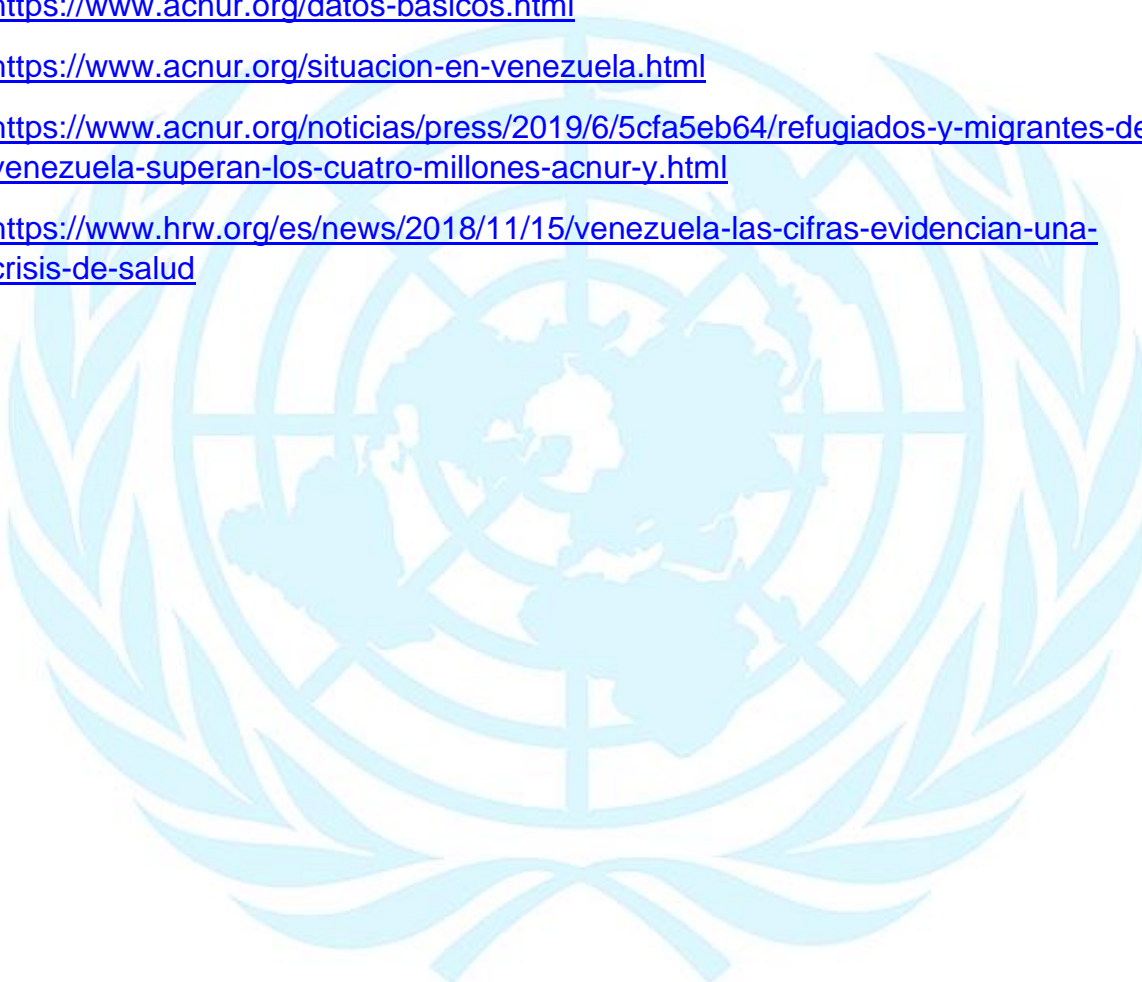 https://www.acnur.org/datos-basicos.html
https://www.acnur.org/situacion-en-venezuela.html
https://www.acnur.org/noticias/press/2019/6/5cfa5eb64/refugiados-y-migrantes-de
venezuela-superan-los-cuatro-millones-acnur-y.html
https://www.hrw.org/es/news/2018/11/15/venezuela-las-cifras-evidencian-una-
crisis-de-salud